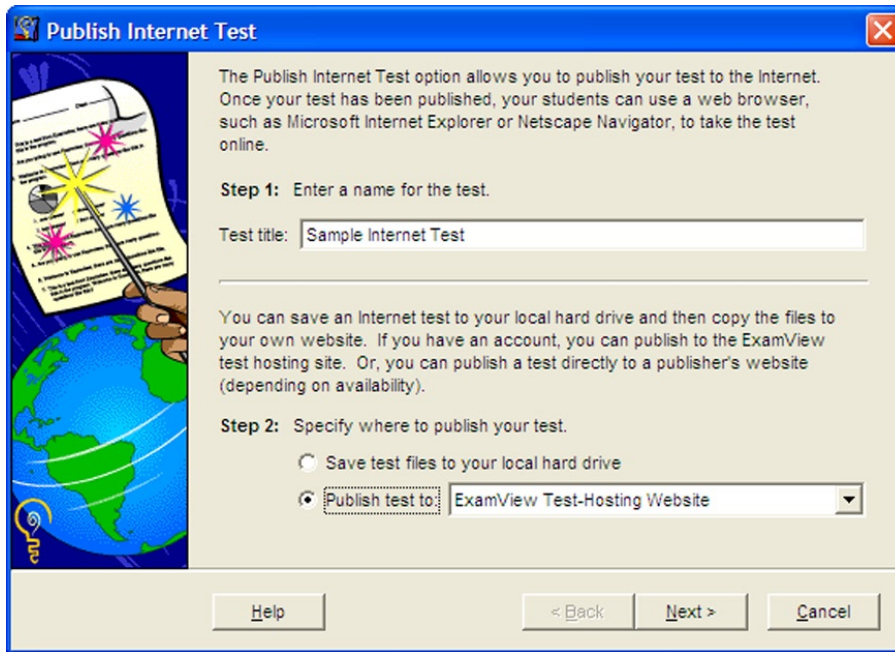 Publish Internet Test
The Publish Internet Test option allows you to publish your test to the Internet.
Once your test has been published, your students can use a web browser,
such as Microsoft Internet Explorer or Netscape Navigator, to take the test
online.
Step 1: Enter a name for the test.
Test title: Sample Internet Test
You can save an Internet test to your local hard drive and then copy the files to
your own website. If you have an account, you can publish to the ExamView
test hosting site. Or, you can publish a test directly to a publisher's website
(depending on availability).
Step 2: Specify where to publish your test.
Save test files to your local hard drive
Publish test to: ExamView Test-Hosting Website
Help < Back Next > Cancel